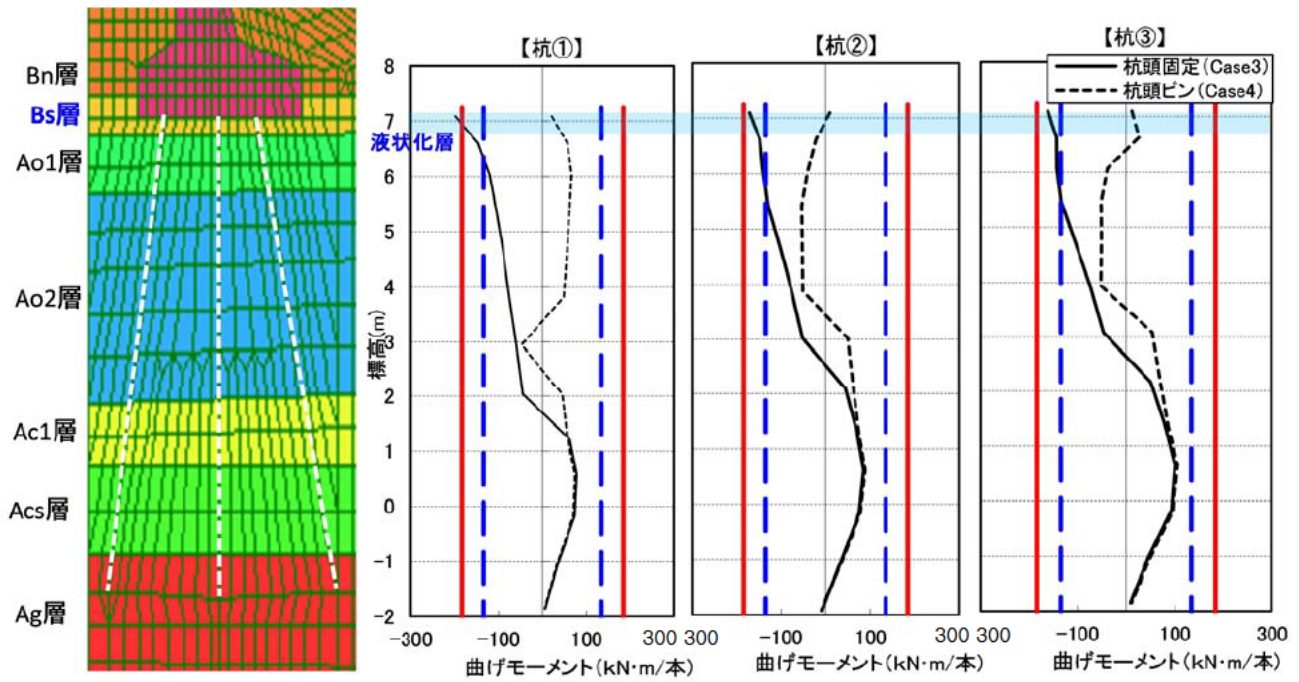 Bn層
Bs層
Ao1層
Ao2層
Ac1層
Acs層
Ag層
【杭①】
【杭②】
【杭③】
杭頭固定(Case3)
杭頭ピン(Case4)
液状化層
標高(m)
8
7
6
5
4
3
2
1
0
-1
-2
-300 -100 100 300
300 -100 100 300
300 -100 100 300
曲げモーメント(kN・m/本)
曲げモーメント(kN・m/本)
曲げモーメント(kN・m/本)